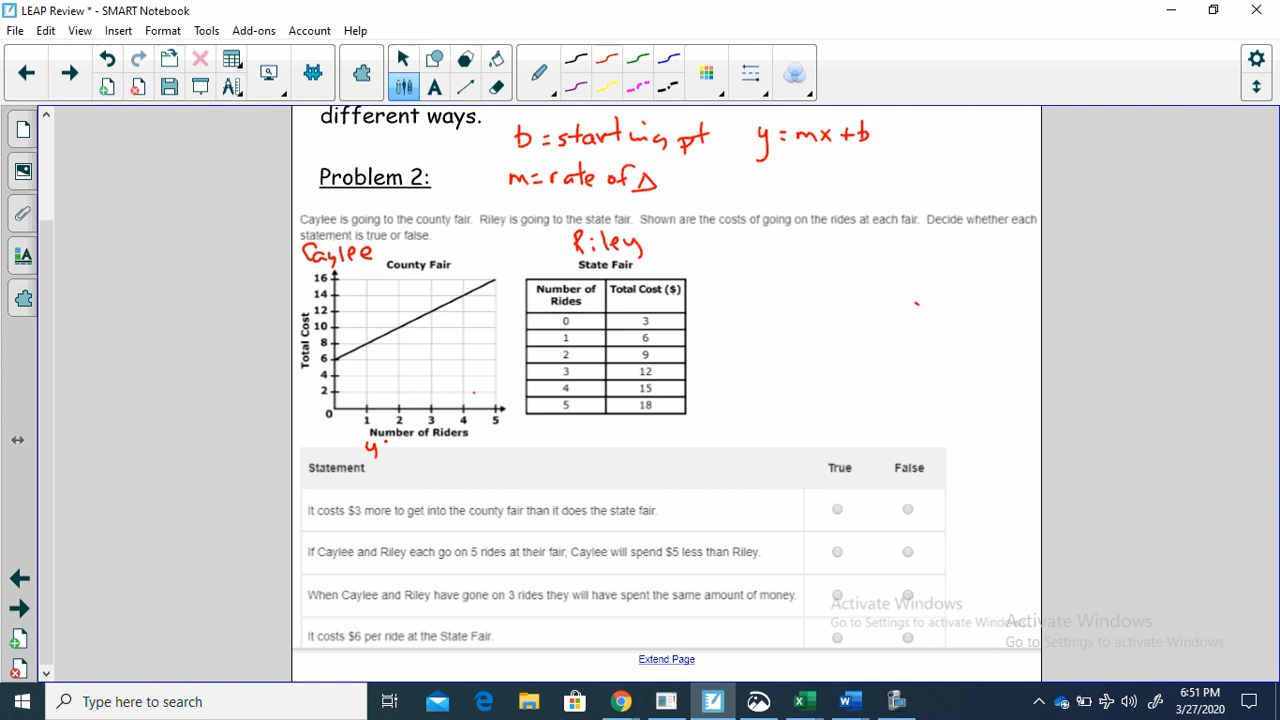 LEAP Review * - SMART Notebook
File Edit View Insert Format Tools Add-ons Account Help
different ways.
b = starting pt y = mx + b
Problem 2:
m = rate of Δ
Caylee is going to the county fair. Riley is going to the state fair. Shown are the costs of going on the rides at each fair. Decide whether each
statement is true or false.
Caylee
Riley
County Fair
Total Cost
16
14
12
10
8
6
4
2
0
1 2 3 4 5
Number of Riders
y
State Fair
Number of Rides Total Cost ($)
0 3
1 6
2 9
3 12
4 15
5 18
Statement True False
It costs $3 more to get into the county fair than it does the state fair.
If Caylee and Riley each go on 5 rides at their fair, Caylee will spend $5 less than Riley.
When Caylee and Riley have gone on 3 rides they will have spent the same amount of money.
It costs $6 per ride at the State Fair.
Activate Windows
Go to Settings to activate Windows.
Activate Windows
Go to Settings to activate Windows.
Extend Page
Type here to search
6:51 PM
3/27/2020